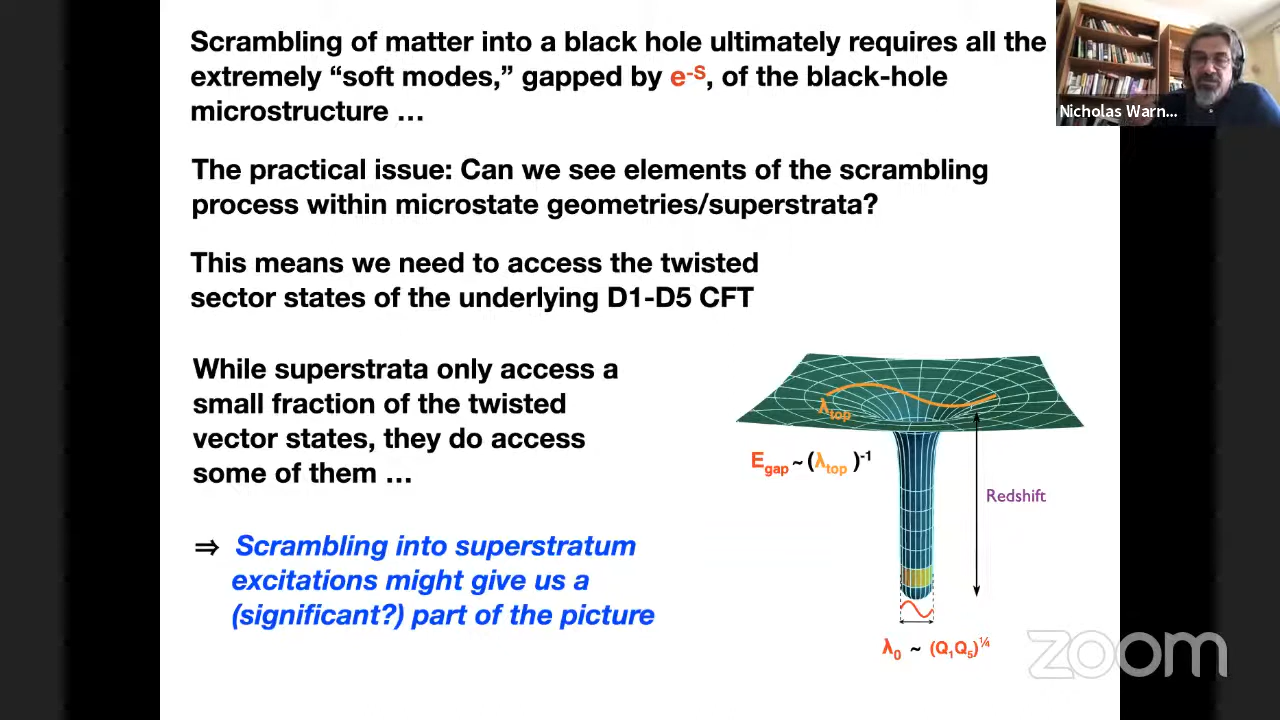 Scrambling of matter into a black hole ultimately requires all the
extremely “soft modes,” gapped by e-S, of the black-hole
microstructure …
Nicholas Warn...
The practical issue: Can we see elements of the scrambling
process within microstate geometries/superstrata?
This means we need to access the twisted
sector states of the underlying D1-D5 CFT
While superstrata only access a
small fraction of the twisted
vector states, they do access
some of them …
λtop
Egap ~ (λtop )-1
Redshift
⇒ Scrambling into superstratum
excitations might give us a
(significant?) part of the picture
λ0 ~ (Q1Q5)¼
zoom